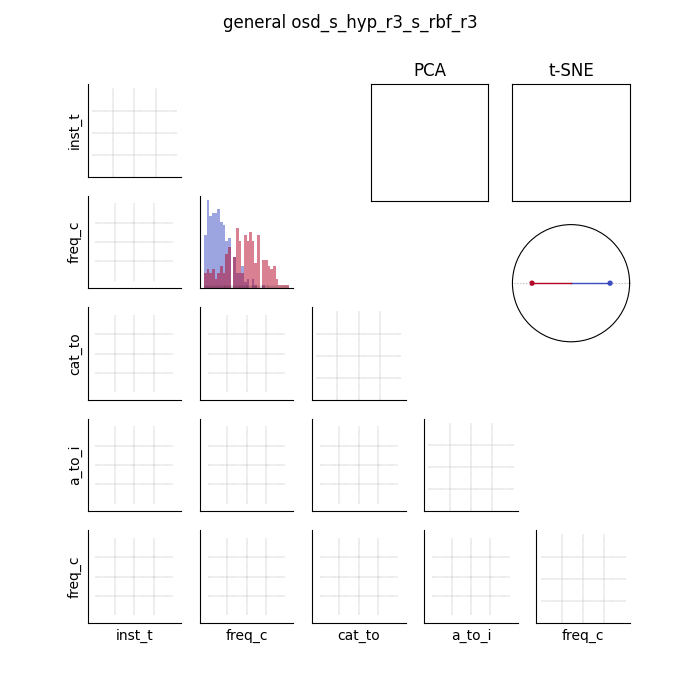 general osd_s_hyp_r3_s_rbf_r3
PCA
t-SNE
inst_t
freq_c
cat_to
a_to_i
freq_c
inst_t
freq_c
cat_to
a_to_i
freq_c